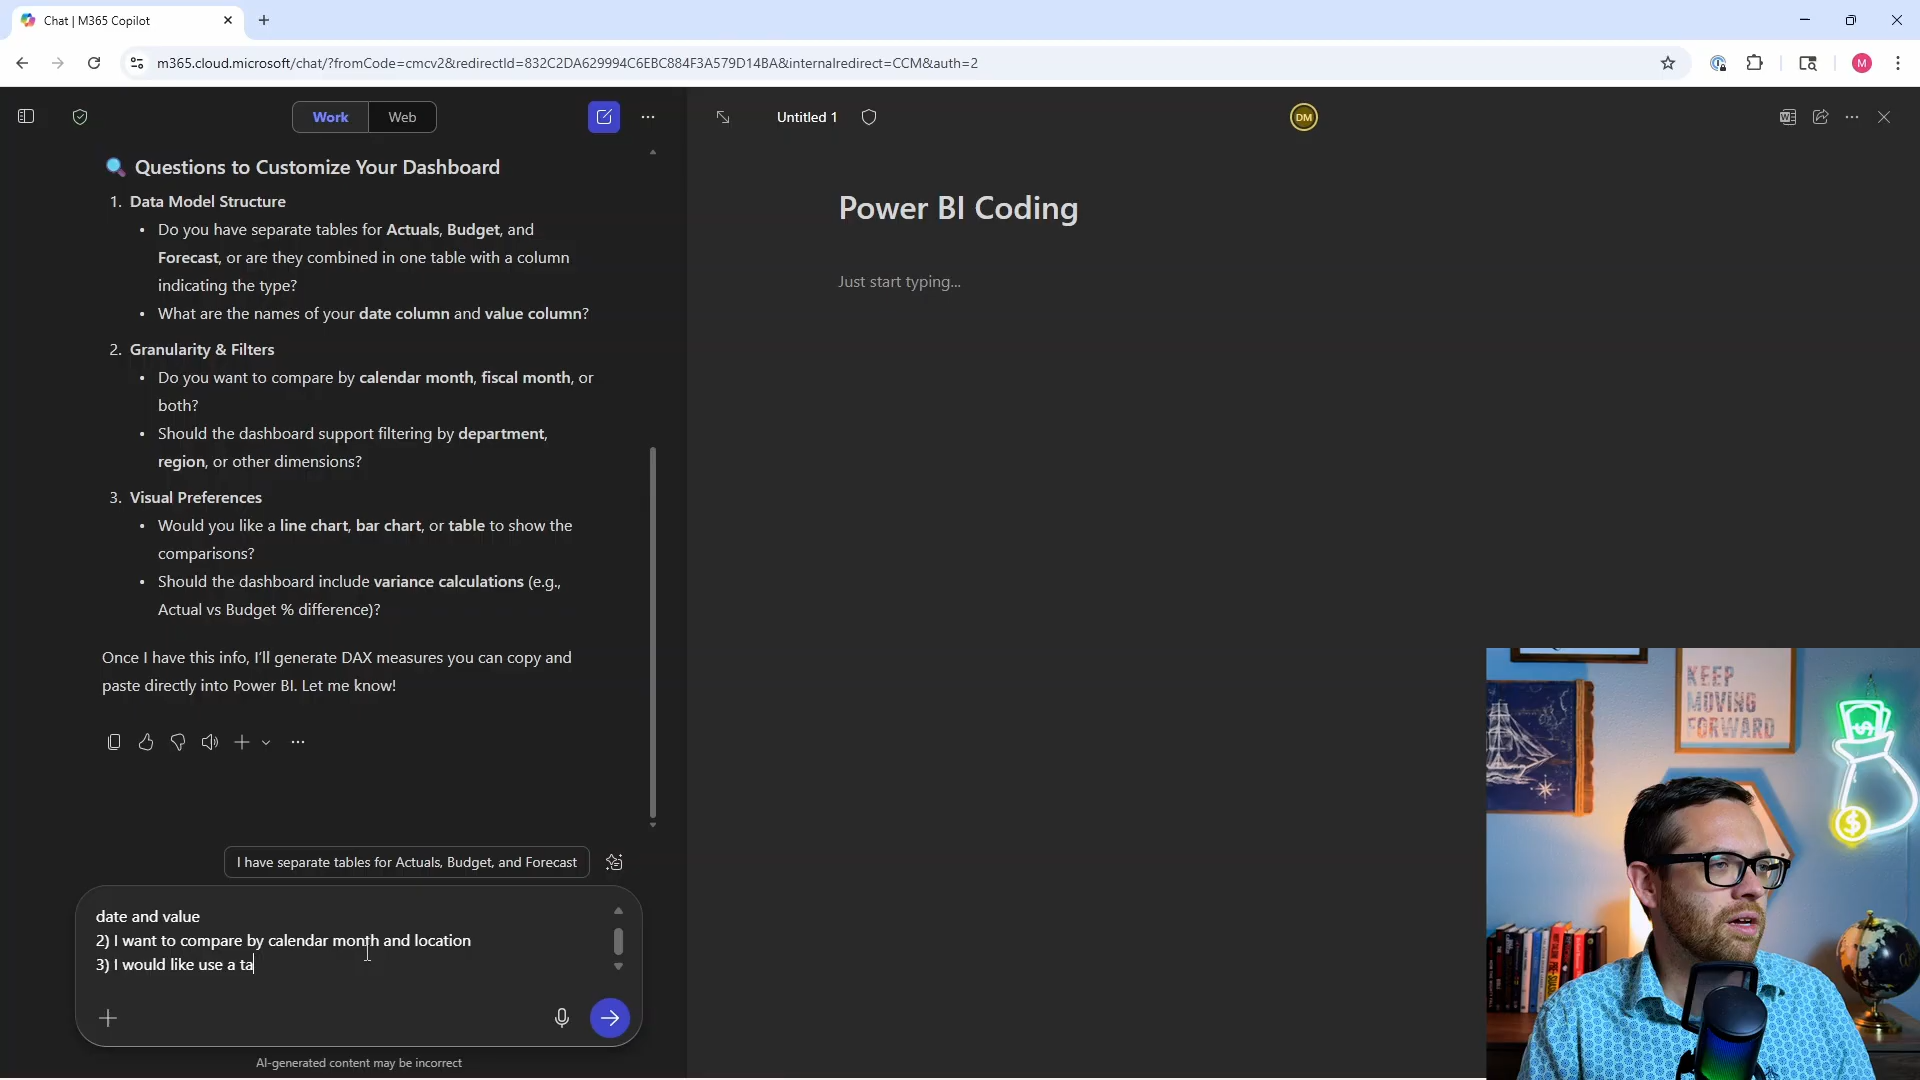 Chat | M365 Copilot
m365.cloud.microsoft/chat/?fromCode=cmcv2&redirectId=832C2DA629994C6EBC884F3A579D14BA&internalredirect=CCM&auth=2
M
Work
Web
Untitled 1
DM
🔍 Questions to Customize Your Dashboard
1. Data Model Structure
• Do you have separate tables for Actuals, Budget, and
Forecast, or are they combined in one table with a column
indicating the type?
• What are the names of your date column and value column?
2. Granularity & Filters
• Do you want to compare by calendar month, fiscal month, or
both?
• Should the dashboard support filtering by department,
region, or other dimensions?
3. Visual Preferences
• Would you like a line chart, bar chart, or table to show the
comparisons?
• Should the dashboard include variance calculations (e.g.,
Actual vs Budget % difference)?
Once I have this info, I'll generate DAX measures you can copy and
paste directly into Power BI. Let me know!
I have separate tables for Actuals, Budget, and Forecast
date and value
2) I want to compare by calendar month and location
3) I would like use a ta
AI-generated content may be incorrect
Power BI Coding
Just start typing...
KEEP
MOVING
FORWARD
$
$